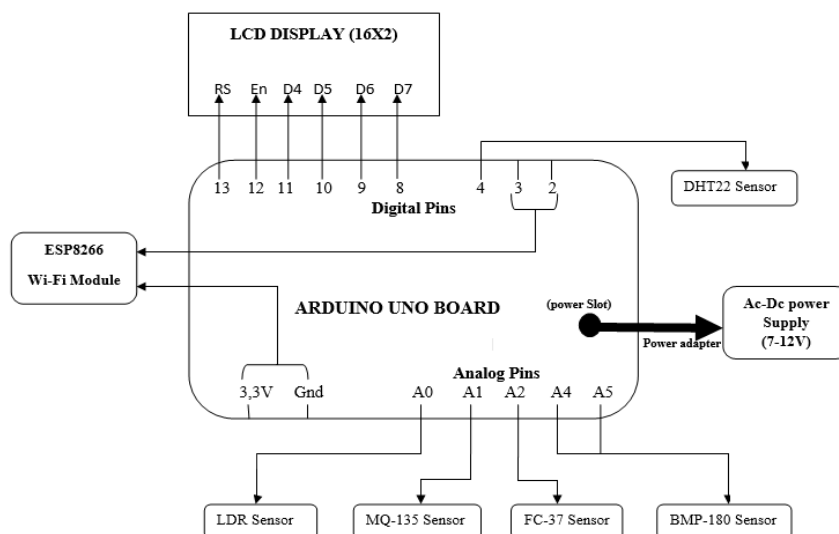 LCD DISPLAY (16X2)
RS En D4 D5 D6 D7
13 12 11 10 9 8 4 3 2
Digital Pins
DHT22 Sensor
ESP8266
Wi-Fi Module
ARDUINO UNO BOARD
(power Slot)
Power adapter
Ac-Dc power
Supply
(7-12V)
Analog Pins
3,3V Gnd A0 A1 A2 A4 A5
LDR Sensor MQ-135 Sensor FC-37 Sensor BMP-180 Sensor